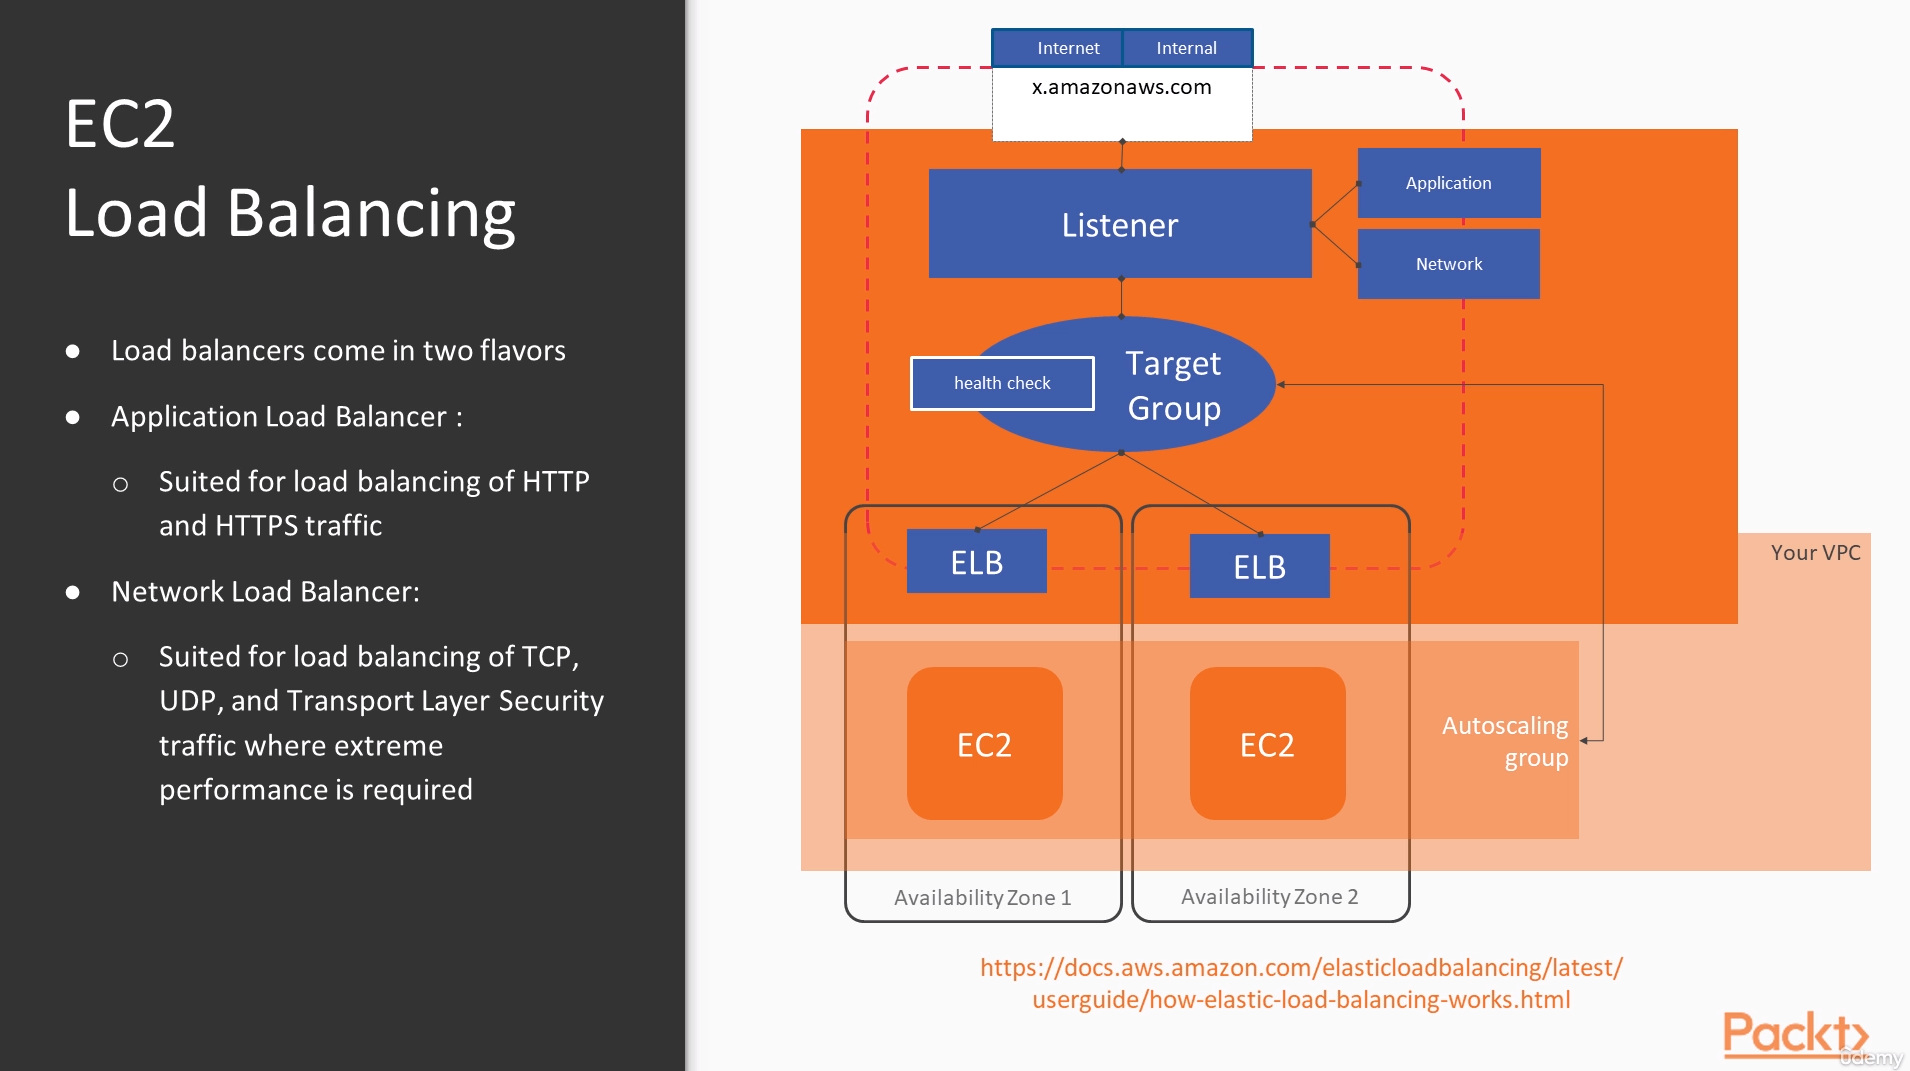 EC2
Load Balancing
● Load balancers come in two flavors
● Application Load Balancer :
o Suited for load balancing of HTTP
and HTTPS traffic
● Network Load Balancer:
o Suited for load balancing of TCP,
UDP, and Transport Layer Security
traffic where extreme
performance is required
Internet
Internal
x.amazonaws.com
Listener
Application
Network
health check
Target
Group
ELB
ELB
Your VPC
EC2
EC2
Autoscaling
group
Availability Zone 1
Availability Zone 2
https://docs.aws.amazon.com/elasticloadbalancing/latest/
userguide/how-elastic-load-balancing-works.html
Packt
ûdemy